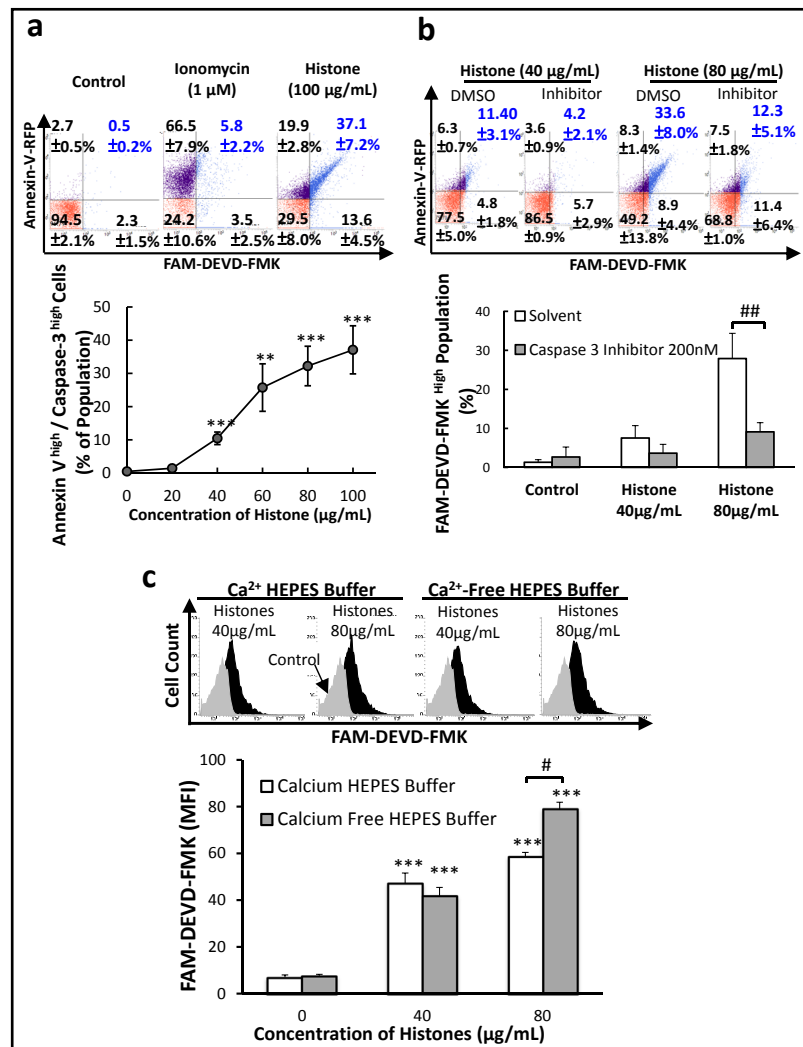 a
Control
Ionomycin
(1 µM)
Histone
(100 µg/mL)
Annexin-V-RFP
2.7
±0.5%
0.5
±0.2%
94.5
±2.1%
2.3
±1.5%
66.5
±7.9%
5.8
±2.2%
24.2
±10.6%
3.5
±2.5%
19.9
±2.8%
37.1
±7.2%
29.5
±8.0%
13.6
±4.5%
FAM-DEVD-FMK
Annexin V high / Caspase-3 high Cells
(% of Population)
50
40
30
20
10
0
***
**
***
***
0 20 40 60 80 100
Concentration of Histone (µg/mL)
b
Histone (40 µg/mL)
Histone (80 µg/mL)
DMSO
Inhibitor
DMSO
Inhibitor
Annexin-V-RFP
6.3
±0.7%
11.40
±3.1%
77.5
±5.0%
4.8
±1.8%
3.6
±0.9%
4.2
±2.1%
86.5
±0.9%
5.7
±2.9%
8.3
±1.4%
33.6
±8.0%
49.2
±13.8%
8.9
±4.4%
7.5
±1.8%
12.3
±5.1%
68.8
±1.0%
11.4
±6.4%
FAM-DEVD-FMK
FAM-DEVD-FMK High Population
(%)
40
30
20
10
0
Solvent
Caspase 3 Inhibitor 200nM
##
Control
Histone
40µg/mL
Histone
80µg/mL
c
Ca2+ HEPES Buffer
Ca2+-Free HEPES Buffer
Histones
40µg/mL
Histones
80µg/mL
Histones
40µg/mL
Histones
80µg/mL
Control
Cell Count
FAM-DEVD-FMK
FAM-DEVD-FMK (MFI)
100
80
60
40
20
0
Calcium HEPES Buffer
Calcium Free HEPES Buffer
***
***
***
***
#
0
40
80
Concentration of Histones (µg/mL)